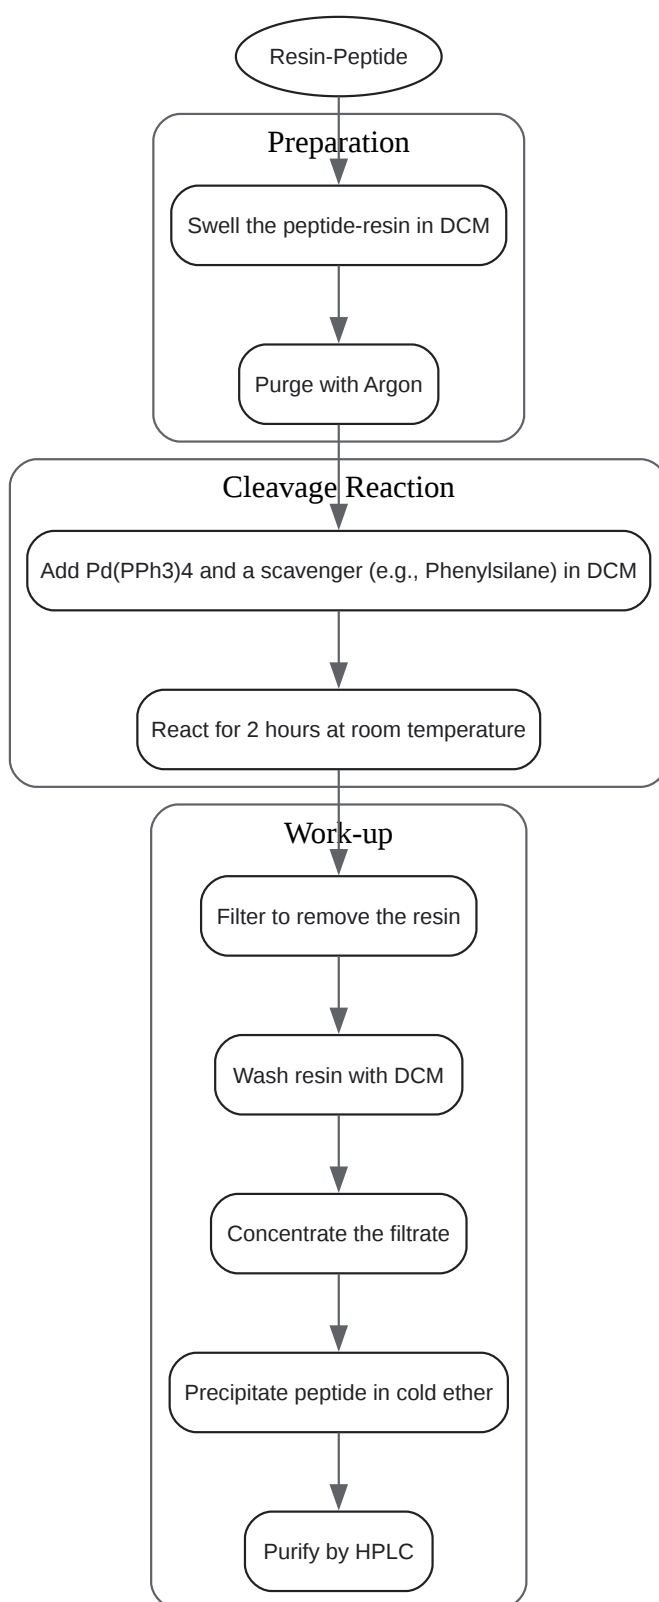 Resin-Peptide
Preparation
Swell the peptide-resin in DCM
Purge with Argon
Cleavage Reaction
Add Pd(PPh3)4 and a scavenger (e.g., Phenylsilane) in DCM
React for 2 hours at room temperature
Work-up
Filter to remove the resin
Wash resin with DCM
Concentrate the filtrate
Precipitate peptide in cold ether
Purify by HPLC